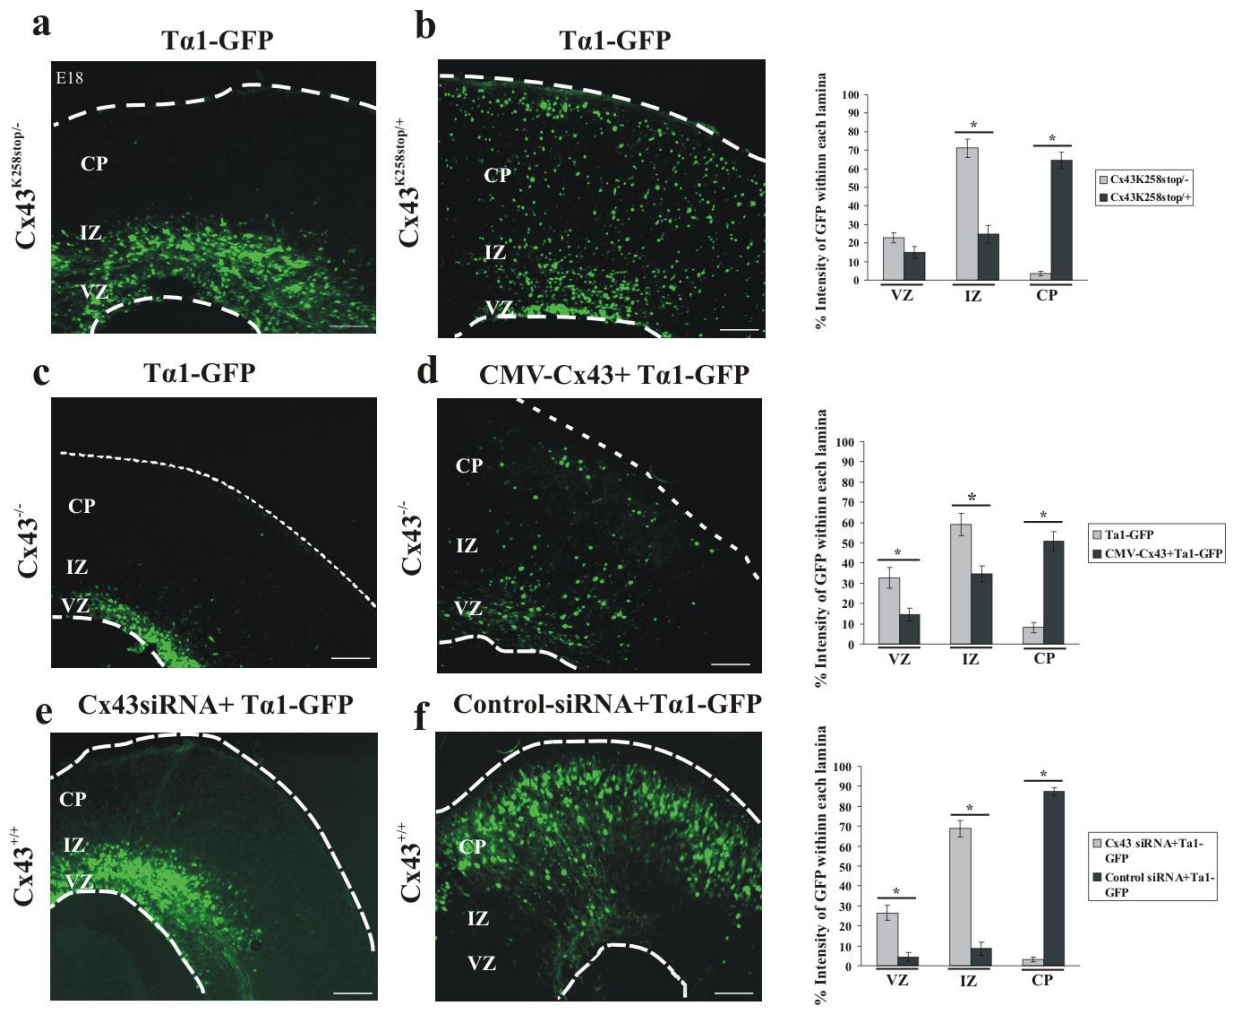 a
Tα1-GFP
E18
CP
IZ
VZ
Cx43K258stop/-
b
Tα1-GFP
CP
IZ
VZ
Cx43K258stop/+
% Intensity of GFP withinn each lamina
100
90
80
70
60
50
40
30
20
10
0
*
*
VZ IZ CP
Cx43K258stop/-
Cx43K258stop/+
c
Tα1-GFP
CP
IZ
VZ
Cx43-/-
d
CMV-Cx43+ Tα1-GFP
CP
IZ
VZ
Cx43-/-
% Intensity of GFP withinn each lamina
100
90
80
70
60
50
40
30
20
10
0
*
*
*
VZ IZ CP
Ta1-GFP
CMV-Cx43+Ta1-GFP
e
Cx43siRNA+ Tα1-GFP
CP
IZ
VZ
Cx43+/+
f
Control-siRNA+Tα1-GFP
CP
IZ
VZ
Cx43+/+
% Intensity of GFP withinn each lamina
100
90
80
70
60
50
40
30
20
10
0
*
*
*
VZ IZ CP
Cx43 siRNA+Ta1-
GFP
Control siRNA+Ta1-
GFP